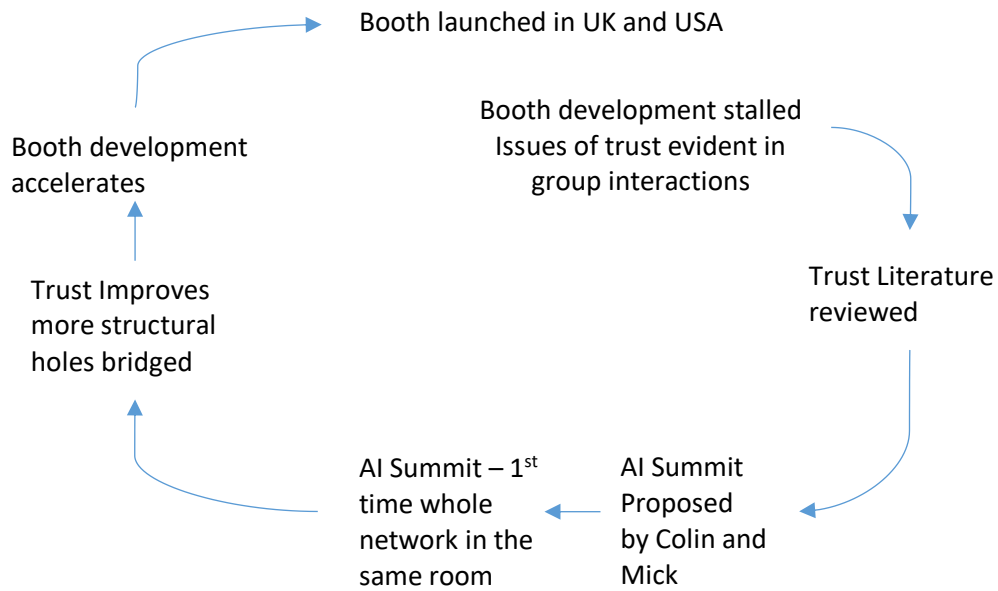 Booth launched in UK and USA
Booth development stalled
Issues of trust evident in
group interactions
Trust Literature
reviewed
AI Summit
Proposed
by Colin and
Mick
AI Summit – 1st
time whole
network in the
same room
Trust Improves
more structural
holes bridged
Booth development
accelerates